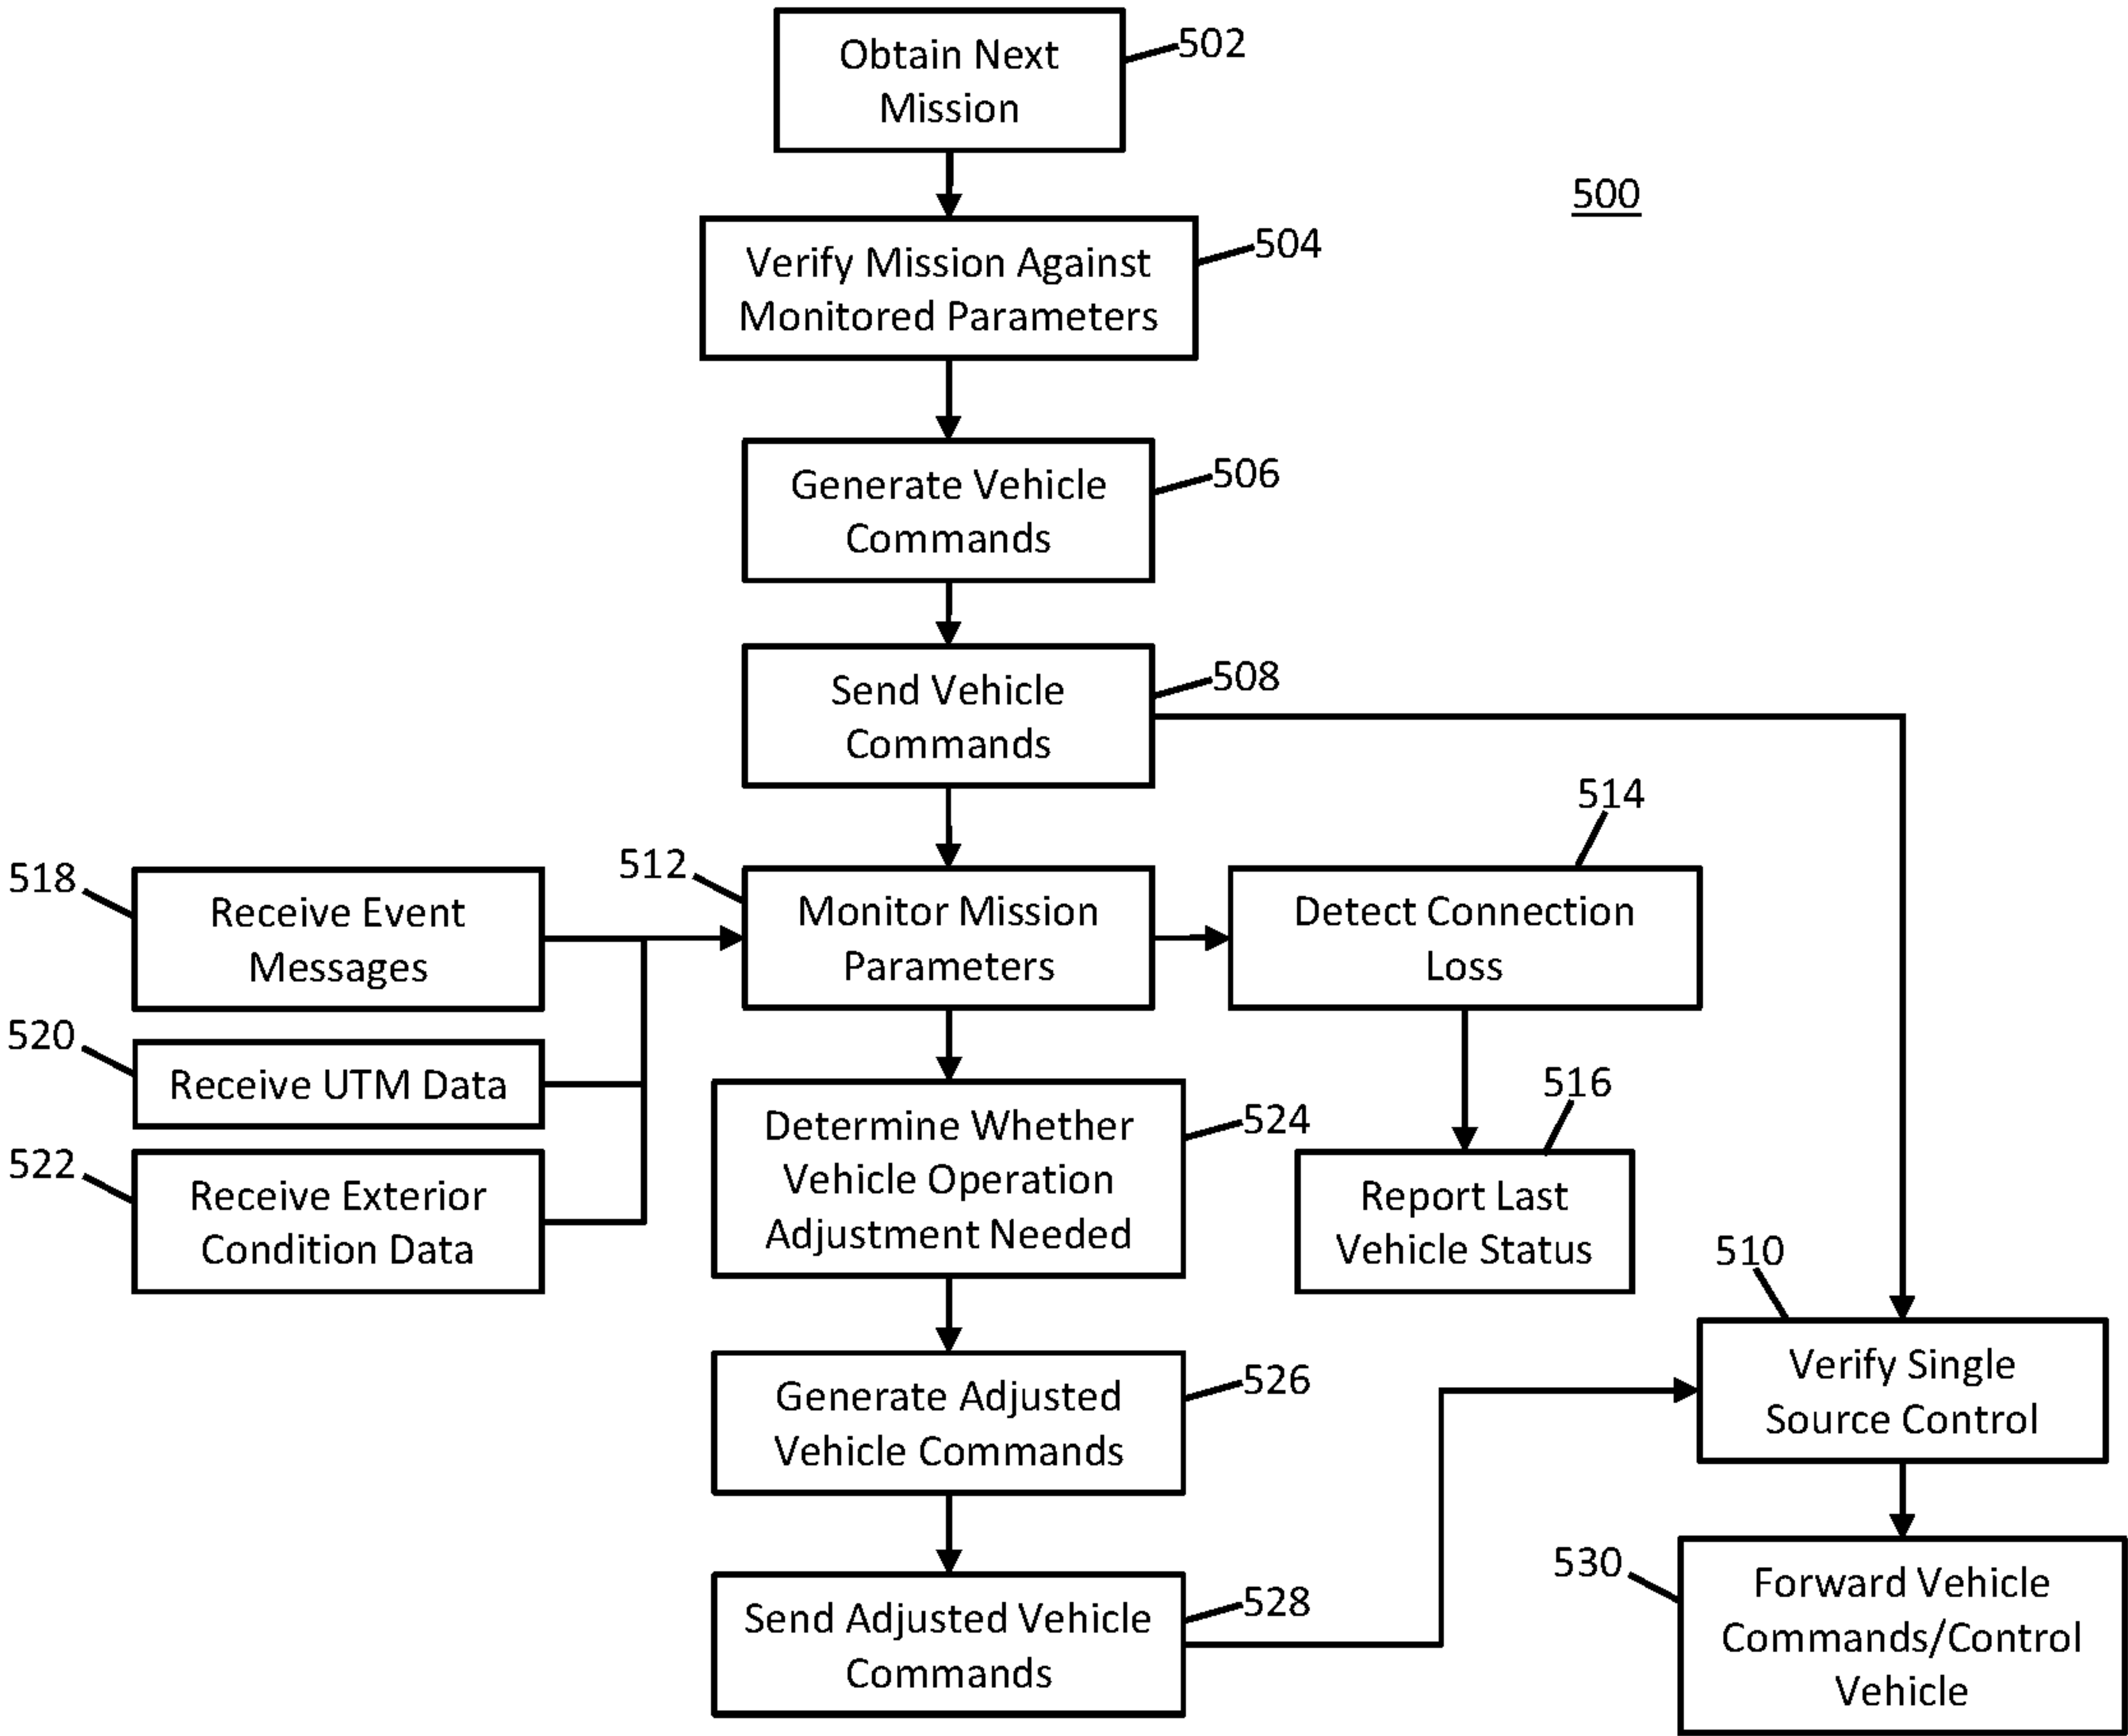 Obtain Next
Mission
502
500
Verify Mission Against
Monitored Parameters
504
Generate Vehicle
Commands
506
Send Vehicle
Commands
508
518
Receive Event
Messages
512
Monitor Mission
Parameters
514
Detect Connection
Loss
520
Receive UTM Data
522
Receive Exterior
Condition Data
Determine Whether
Vehicle Operation
Adjustment Needed
524
516
Report Last
Vehicle Status
510
Verify Single
Source Control
Generate Adjusted
Vehicle Commands
526
Send Adjusted Vehicle
Commands
528
530
Forward Vehicle
Commands/Control
Vehicle